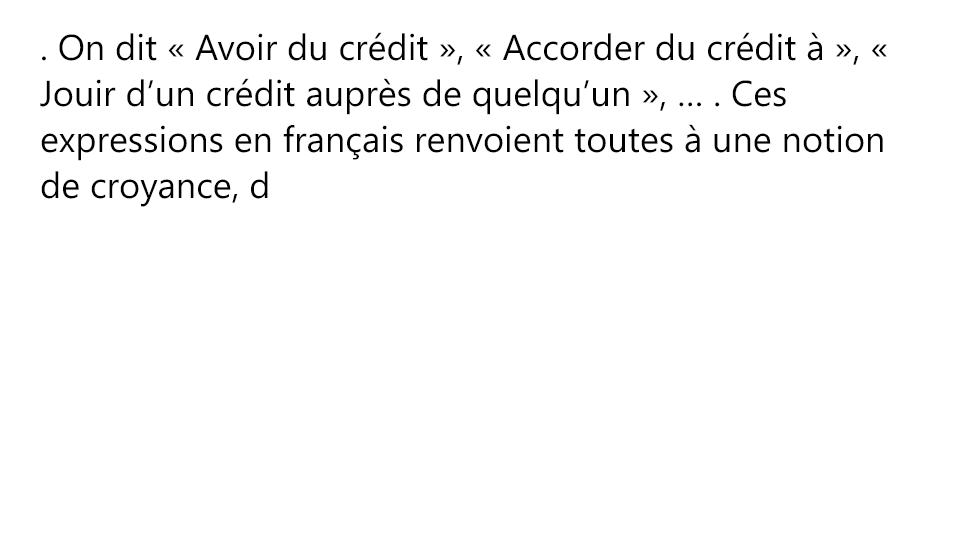 . On dit « Avoir du crédit », « Accorder du crédit à », «
Jouir d’un crédit auprès de quelqu’un », … . Ces
expressions en français renvoient toutes à une notion
de croyance, d